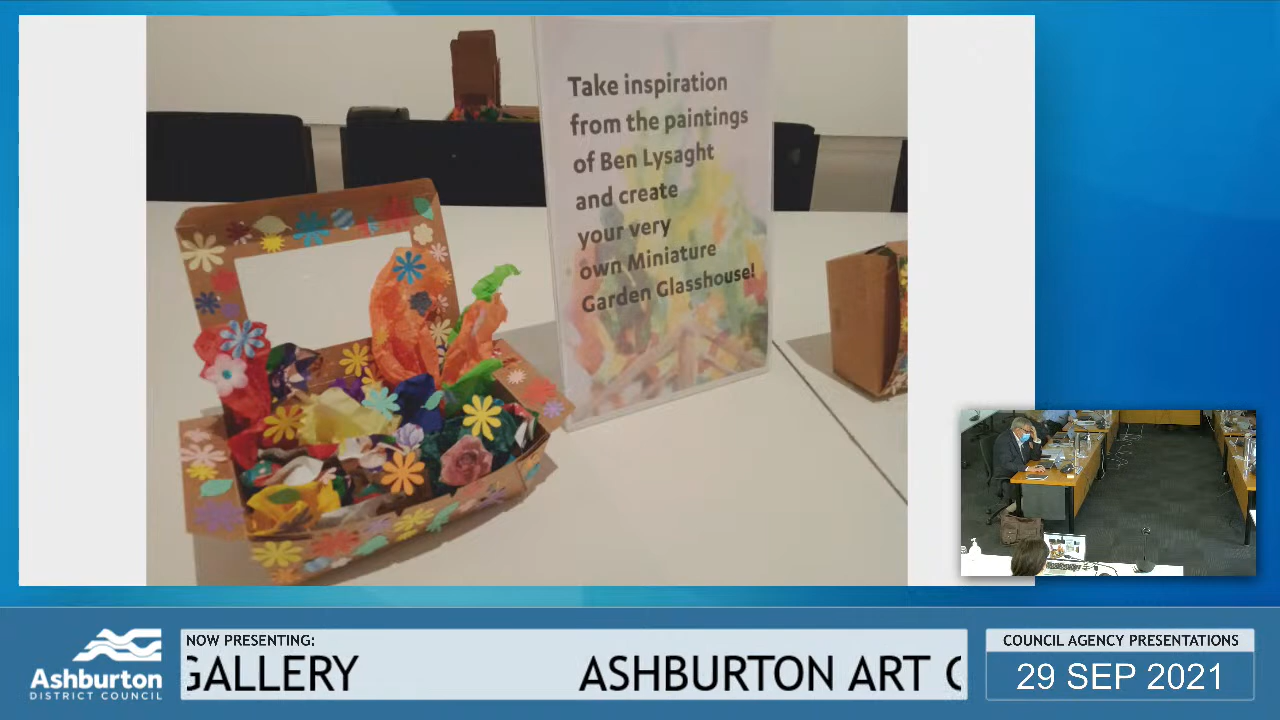 Take inspiration
from the paintings
of Ben Lysaght
and create
your very
own Miniature
Garden Glasshouse!
Ashburton
DISTRICT COUNCIL
NOW PRESENTING:
GALLERY ASHBURTON ART
COUNCIL AGENCY PRESENTATIONS
29 SEP 2021